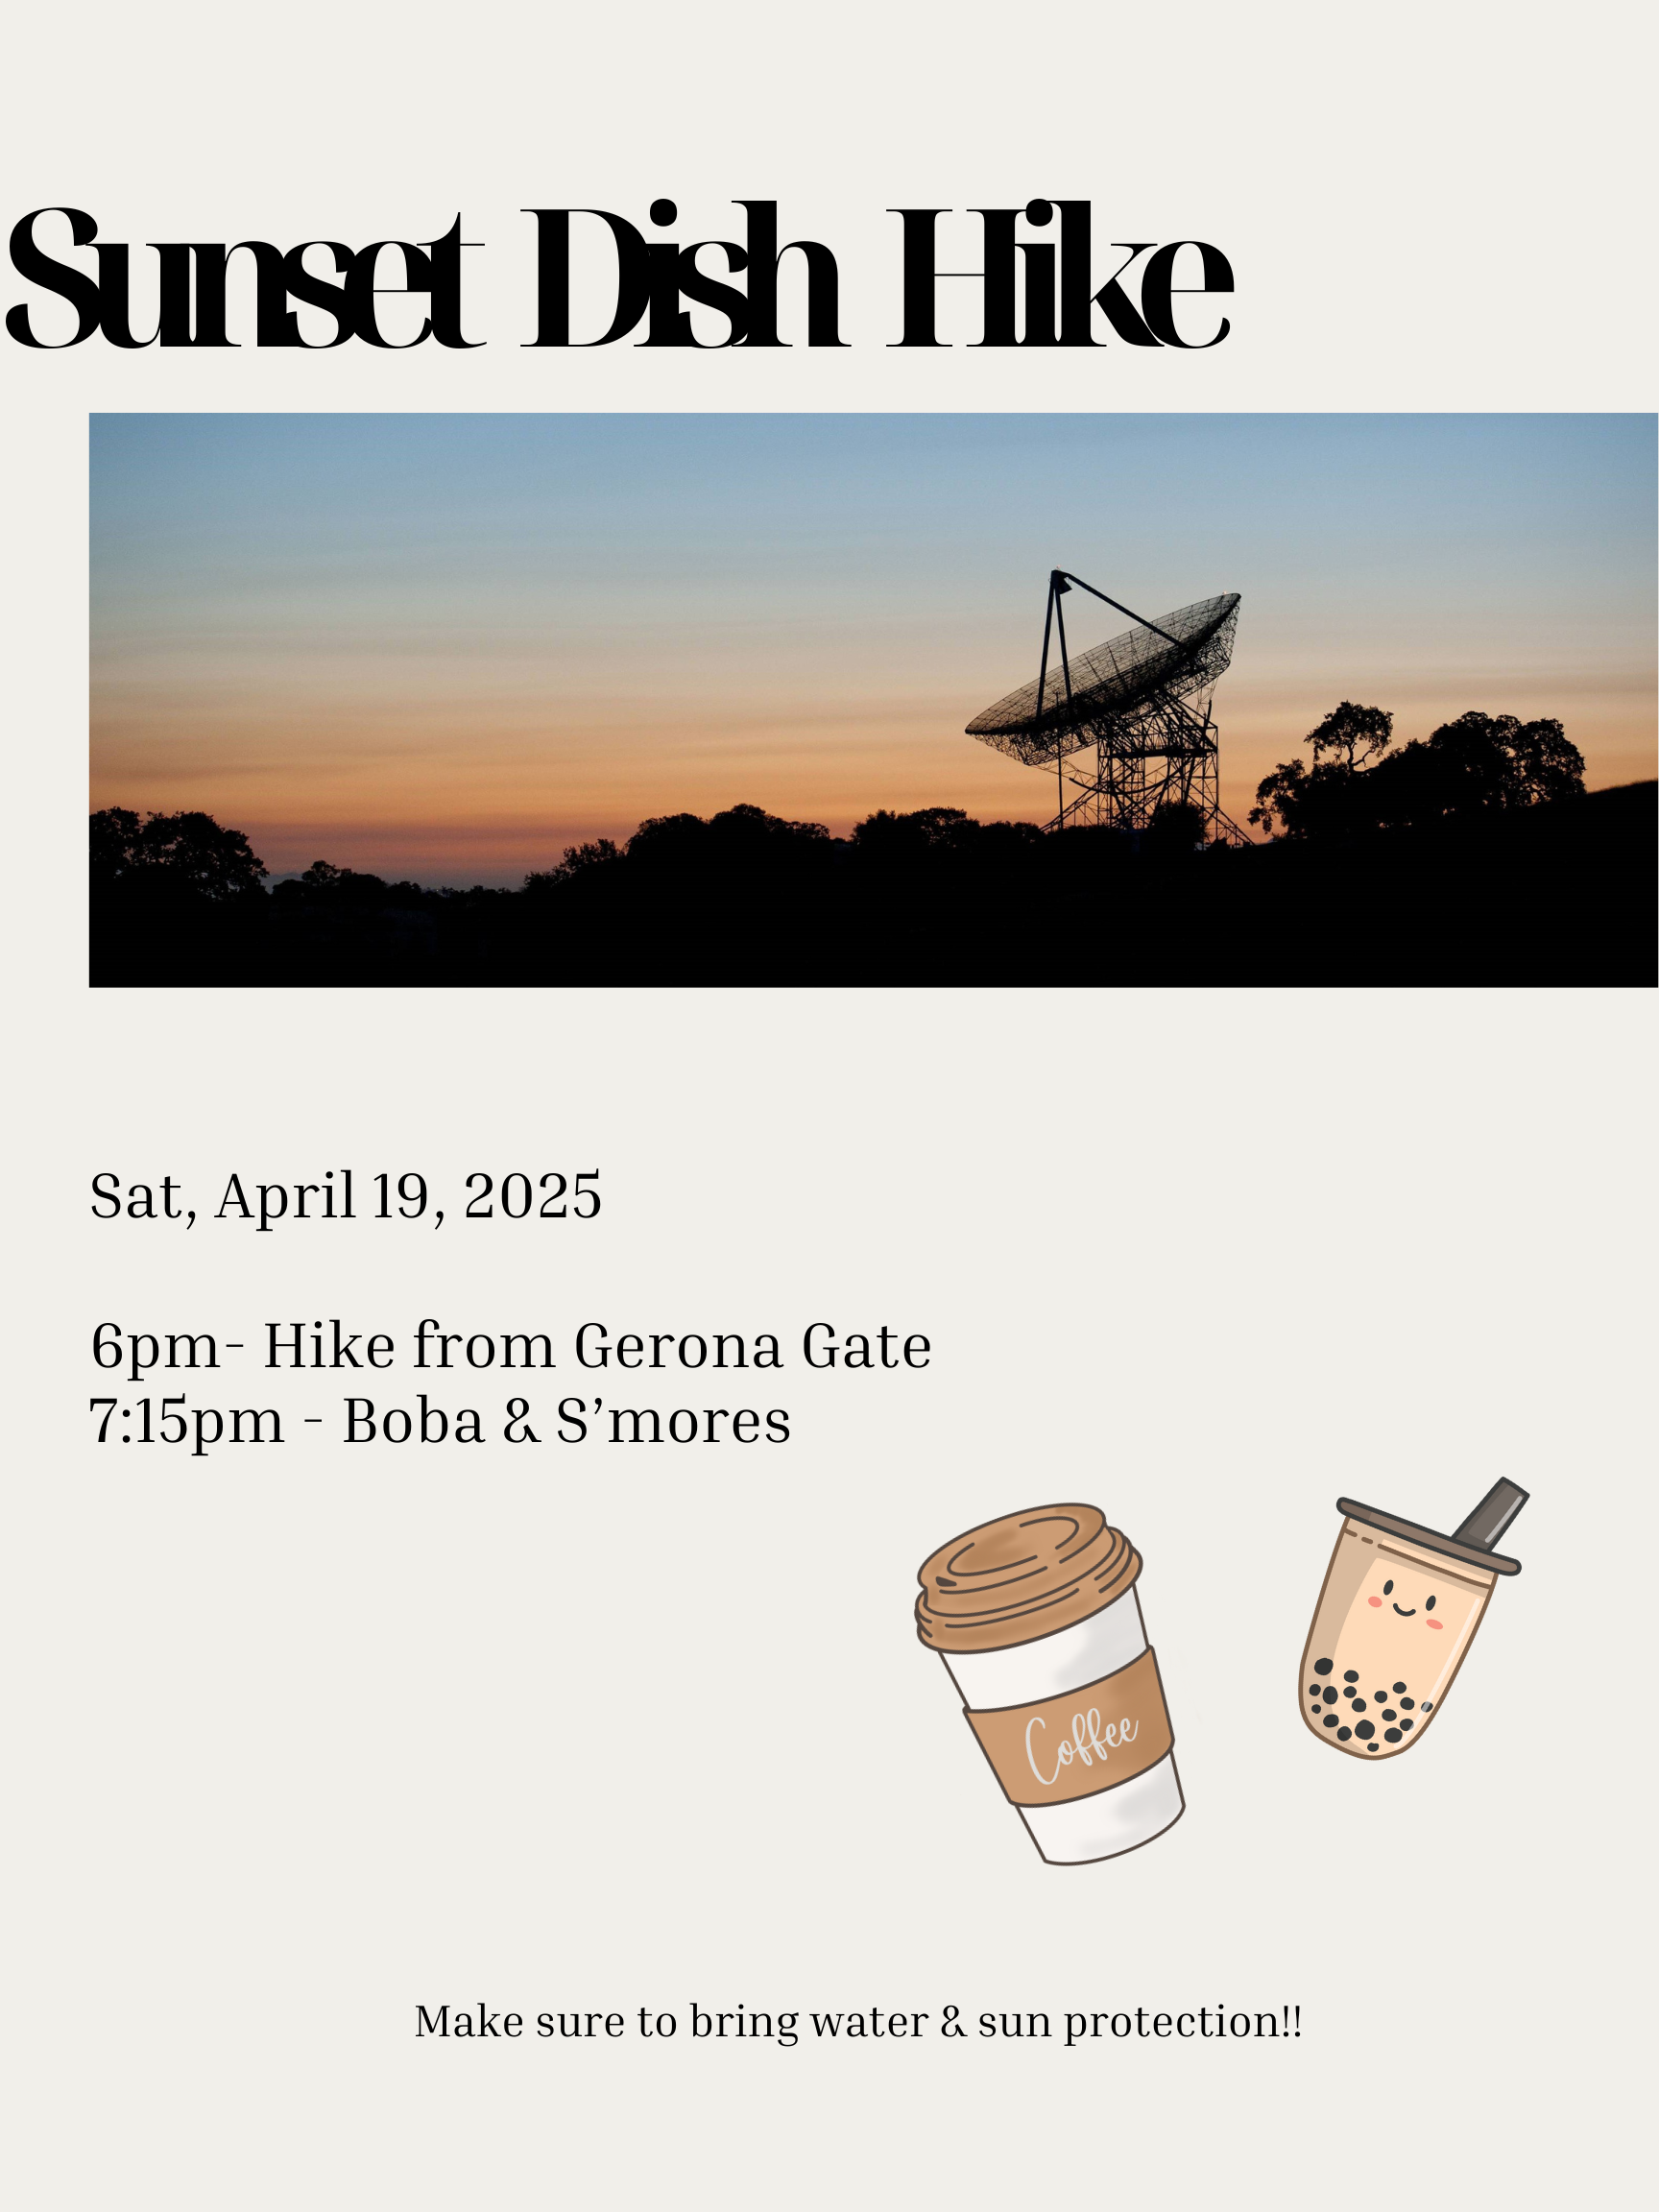 Sunset Dish Hike
Sat, April 19, 2025
6pm- Hike from Gerona Gate
7:15pm - Boba & S’mores
Coffee
Make sure to bring water & sun protection!!